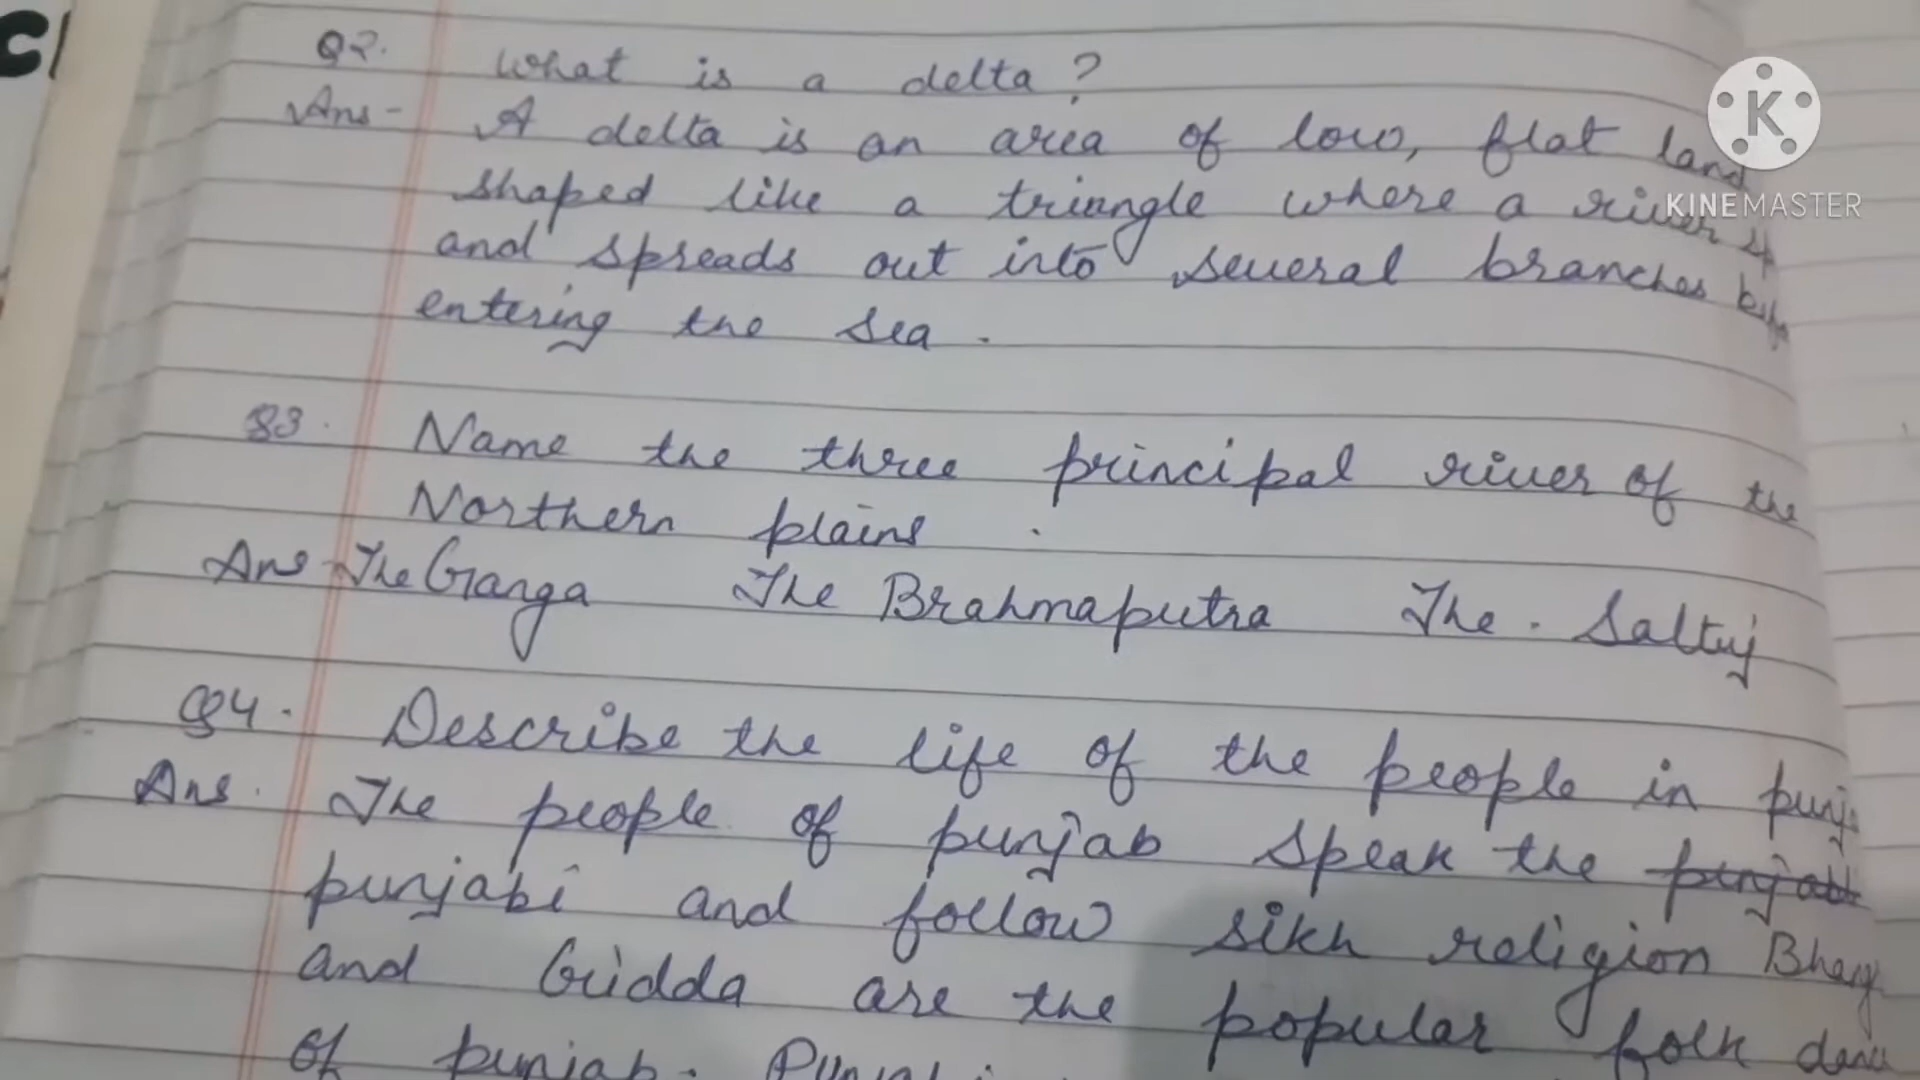 Q2. What is a delta?
Ans- A delta is an area of low, flat land
shaped like a triangle where a river
and spreads out into several branches
entering the sea.
Q3. Name the three principal river of the
Northern plains.
Ans The Ganga The Brahmaputra The. Saltuj
Q4. Describe the life of the people in
Ans. The people of punjab speak the
punjabi and follow sikh religion
and Gidda are the popular folk
of punjab.
K
KINEMASTER